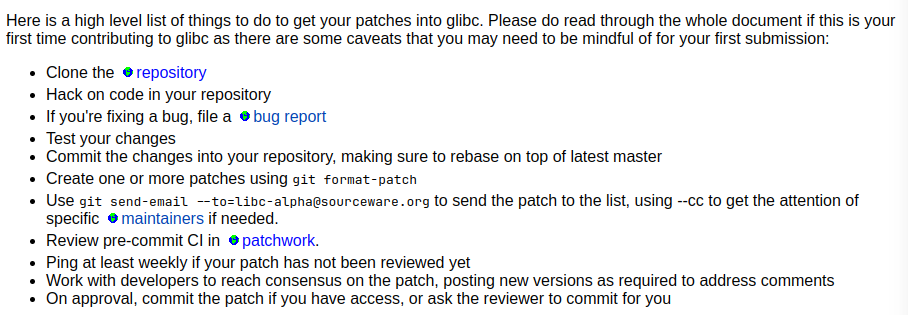 Here is a high level list of things to do to get your patches into glibc. Please do read through the whole document if this is your
first time contributing to glibc as there are some caveats that you may need to be mindful of for your first submission:
• Clone the repository
• Hack on code in your repository
• If you're fixing a bug, file a bug report
• Test your changes
• Commit the changes into your repository, making sure to rebase on top of latest master
• Create one or more patches using git format-patch
• Use git send-email --to=libc-alpha@sourceware.org to send the patch to the list, using --cc to get the attention of
specific maintainers if needed.
• Review pre-commit CI in patchwork.
• Ping at least weekly if your patch has not been reviewed yet
• Work with developers to reach consensus on the patch, posting new versions as required to address comments
• On approval, commit the patch if you have access, or ask the reviewer to commit for you